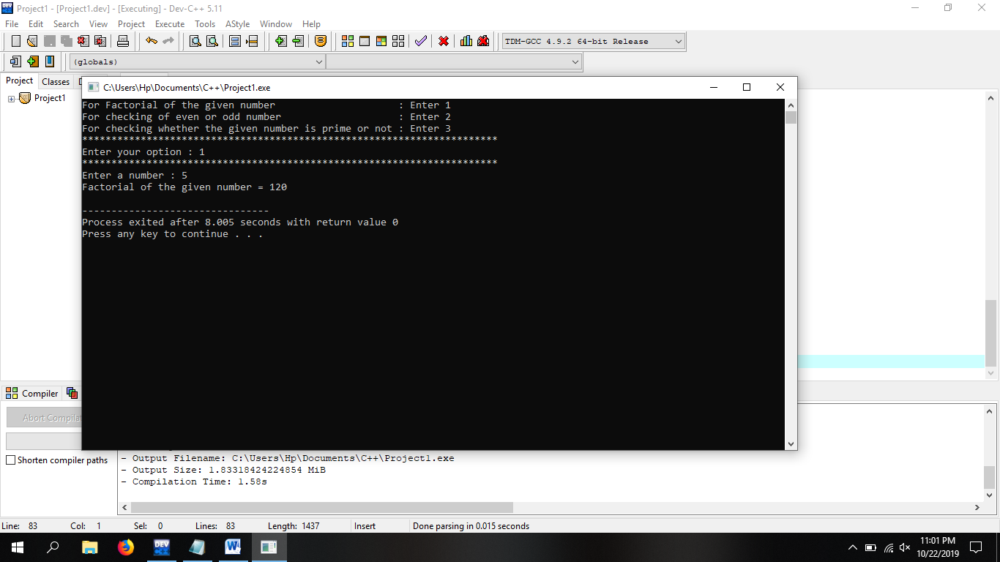 Project1 - [Project1.dev] - [Executing] - Dev-C++ 5.11
File Edit Search View Project Execute Tools AStyle Window Help
TDM-GCC 4.9.2 64-bit Release
(globals)
Project Classes
Project1
C:\Users\Hp\Documents\C++\Project1.exe
For Factorial of the given number : Enter 1
For checking of even or odd number : Enter 2
For checking whether the given number is prime or not : Enter 3
***********************************************************************
Enter your option : 1
***********************************************************************
Enter a number : 5
Factorial of the given number = 120
--------------------------------
Process exited after 8.005 seconds with return value 0
Press any key to continue . . .
Compiler
Abort Compilat
Shorten compiler paths
- Output Filename: C:\Users\Hp\Documents\C++\Project1.exe
- Output Size: 1.83318424224854 MiB
- Compilation Time: 1.58s
Line: 83 Col: 1 Sel: 0 Lines: 83 Length: 1437 Insert Done parsing in 0.015 seconds
DEV C++
11:01 PM
10/22/2019